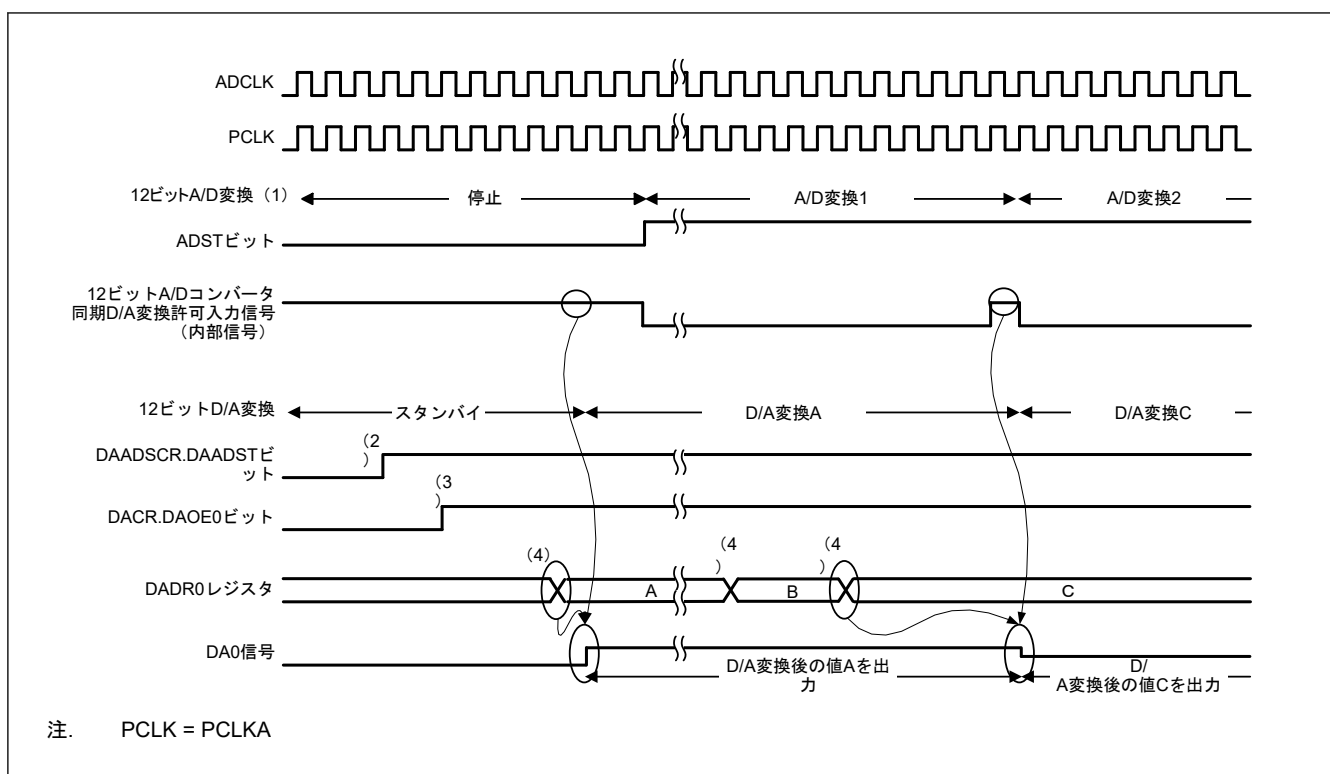 ADCLK
PCLK
12ビットA/D変換（1）
停止
A/D変換1
A/D変換2
ADSTビット
12ビットA/Dコンバータ
同期D/A変換許可入力信号
（内部信号）
12ビットD/A変換
スタンバイ
D/A変換A
D/A変換C
DAADSCR.DAADSTビ
ット
（2
）
DACR.DAOE0ビット
（3
）
DADR0レジスタ
（4）
（4
）
（4
）
A
B
C
DA0信号
D/A変換後の値Aを出
力
D/
A変換後の値Cを出力
注. PCLK = PCLKA